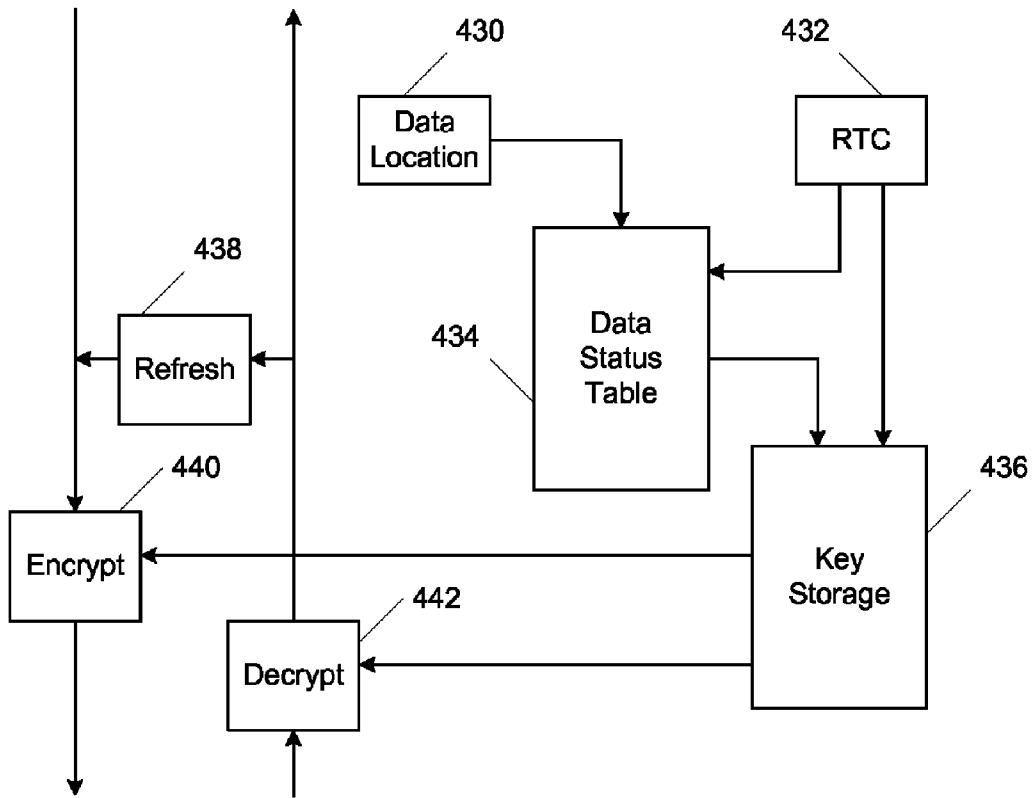 430
432
Data
Location
RTC
438
Refresh
434
Data
Status
Table
440
Encrypt
436
Key
Storage
442
Decrypt